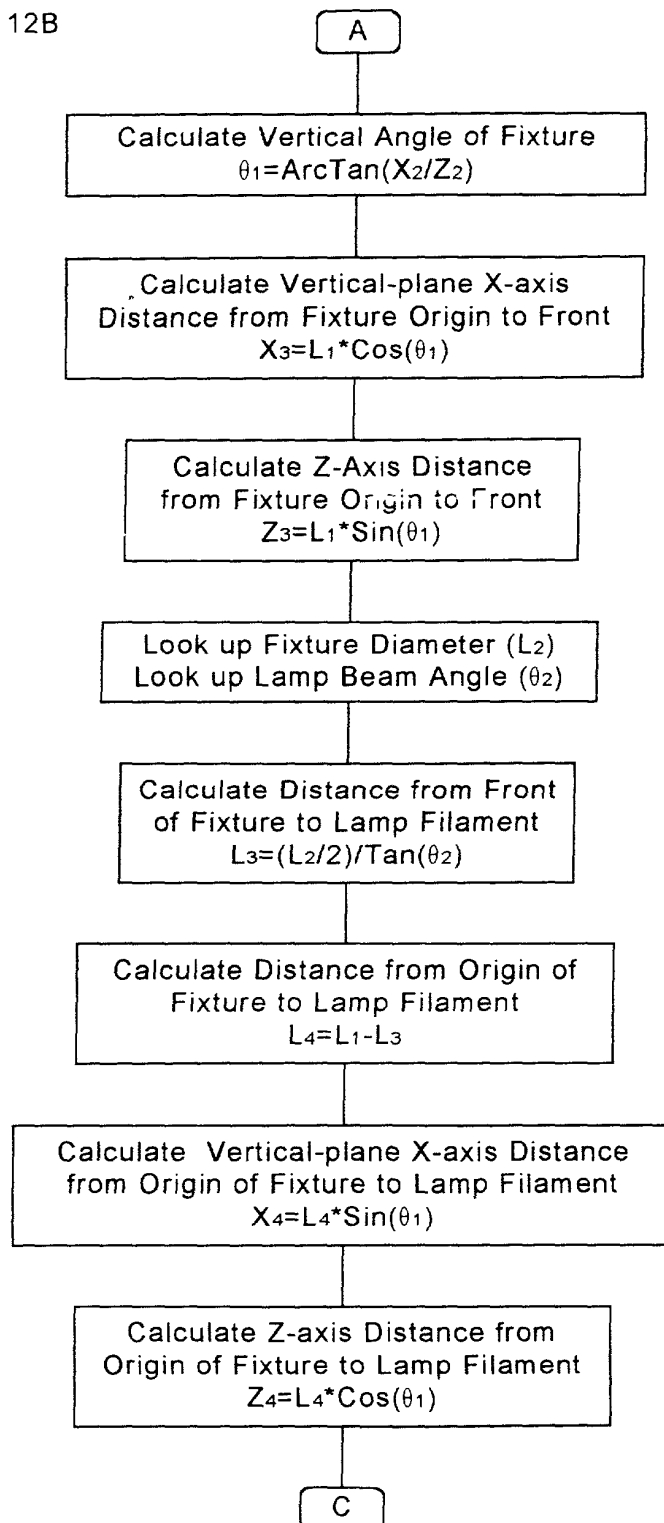 12B
A
Calculate Vertical Angle of Fixture
θ₁=ArcTan(X₂/Z₂)
Calculate Vertical-plane X-axis
Distance from Fixture Origin to Front
X₃=L₁*Cos(θ₁)
Calculate Z-Axis Distance
from Fixture Origin to Front
Z₃=L₁*Sin(θ₁)
Look up Fixture Diameter (L₂)
Look up Lamp Beam Angle (θ₂)
Calculate Distance from Front
of Fixture to Lamp Filament
L₃=(L₂/2)/Tan(θ₂)
Calculate Distance from Origin of
Fixture to Lamp Filament
L₄=L₁-L₃
Calculate Vertical-plane X-axis Distance
from Origin of Fixture to Lamp Filament
X₄=L₄*Sin(θ₁)
Calculate Z-axis Distance from
Origin of Fixture to Lamp Filament
Z₄=L₄*Cos(θ₁)
C